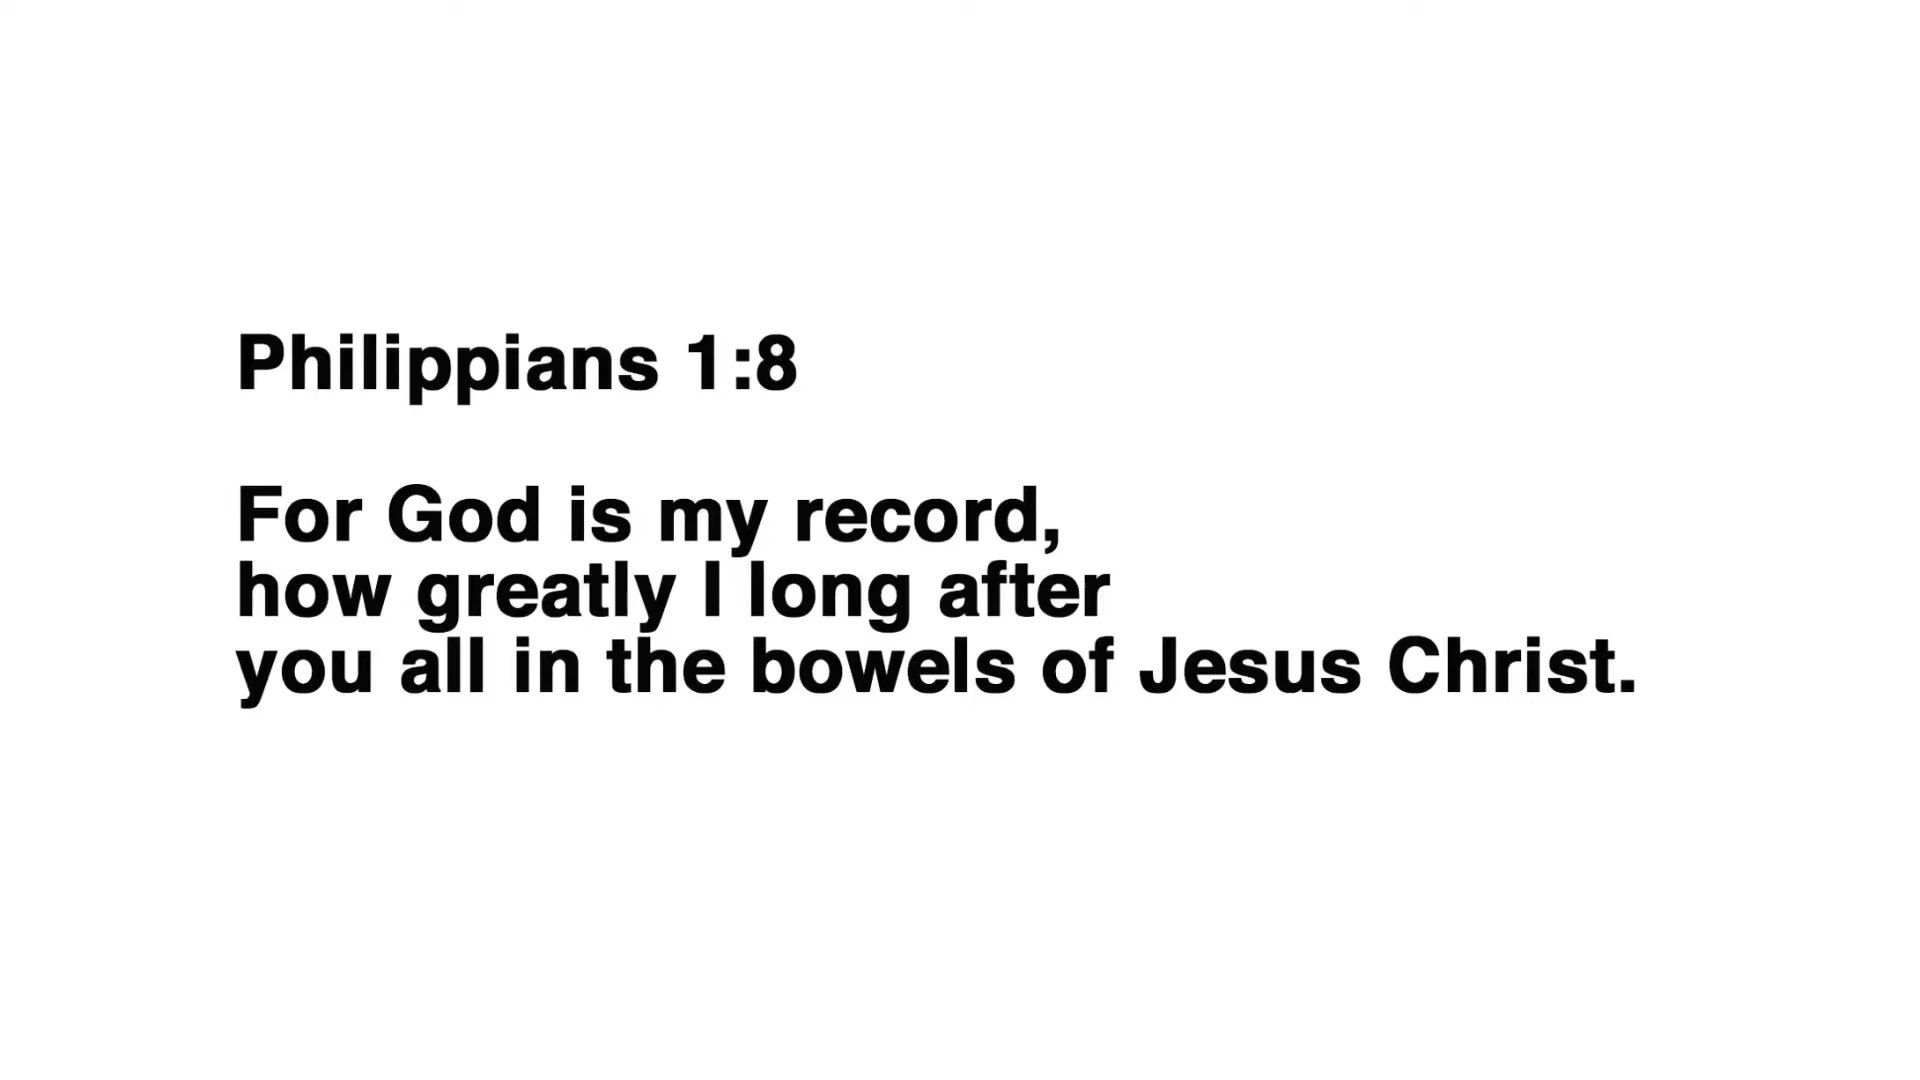 Philippians 1:8
For God is my record,
how greatly I long after
you all in the bowels of Jesus Christ.